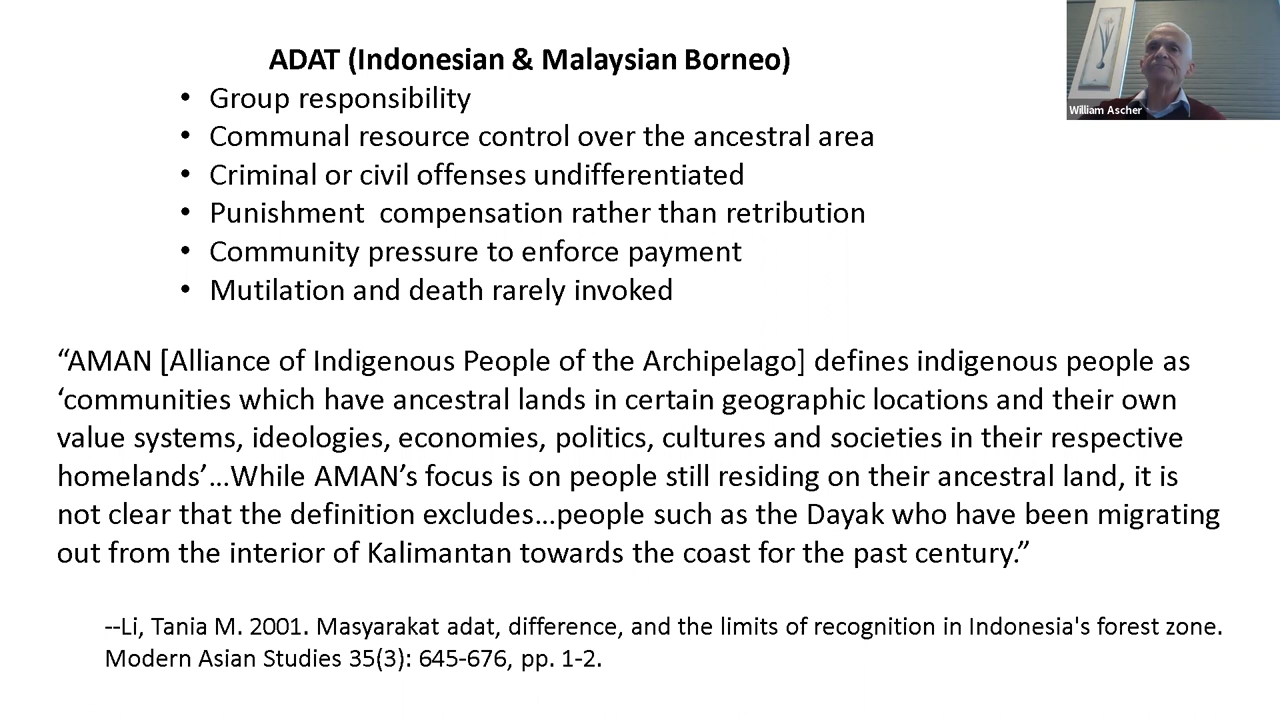 ADAT (Indonesian & Malaysian Borneo)
• Group responsibility
• Communal resource control over the ancestral area
• Criminal or civil offenses undifferentiated
• Punishment  compensation rather than retribution
• Community pressure to enforce payment
• Mutilation and death rarely invoked
“AMAN [Alliance of Indigenous People of the Archipelago] defines indigenous people as
‘communities which have ancestral lands in certain geographic locations and their own
value systems, ideologies, economies, politics, cultures and societies in their respective
homelands’…While AMAN’s focus is on people still residing on their ancestral land, it is
not clear that the definition excludes…people such as the Dayak who have been migrating
out from the interior of Kalimantan towards the coast for the past century.”
--Li, Tania M. 2001. Masyarakat adat, difference, and the limits of recognition in Indonesia's forest zone.
Modern Asian Studies 35(3): 645-676, pp. 1-2.
William Ascher